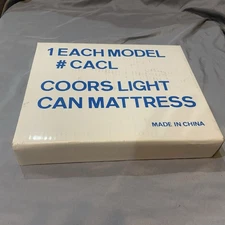 1 EACH MODEL
# CACL
COORS LIGHT
CAN MATTRESS
MADE IN CHINA